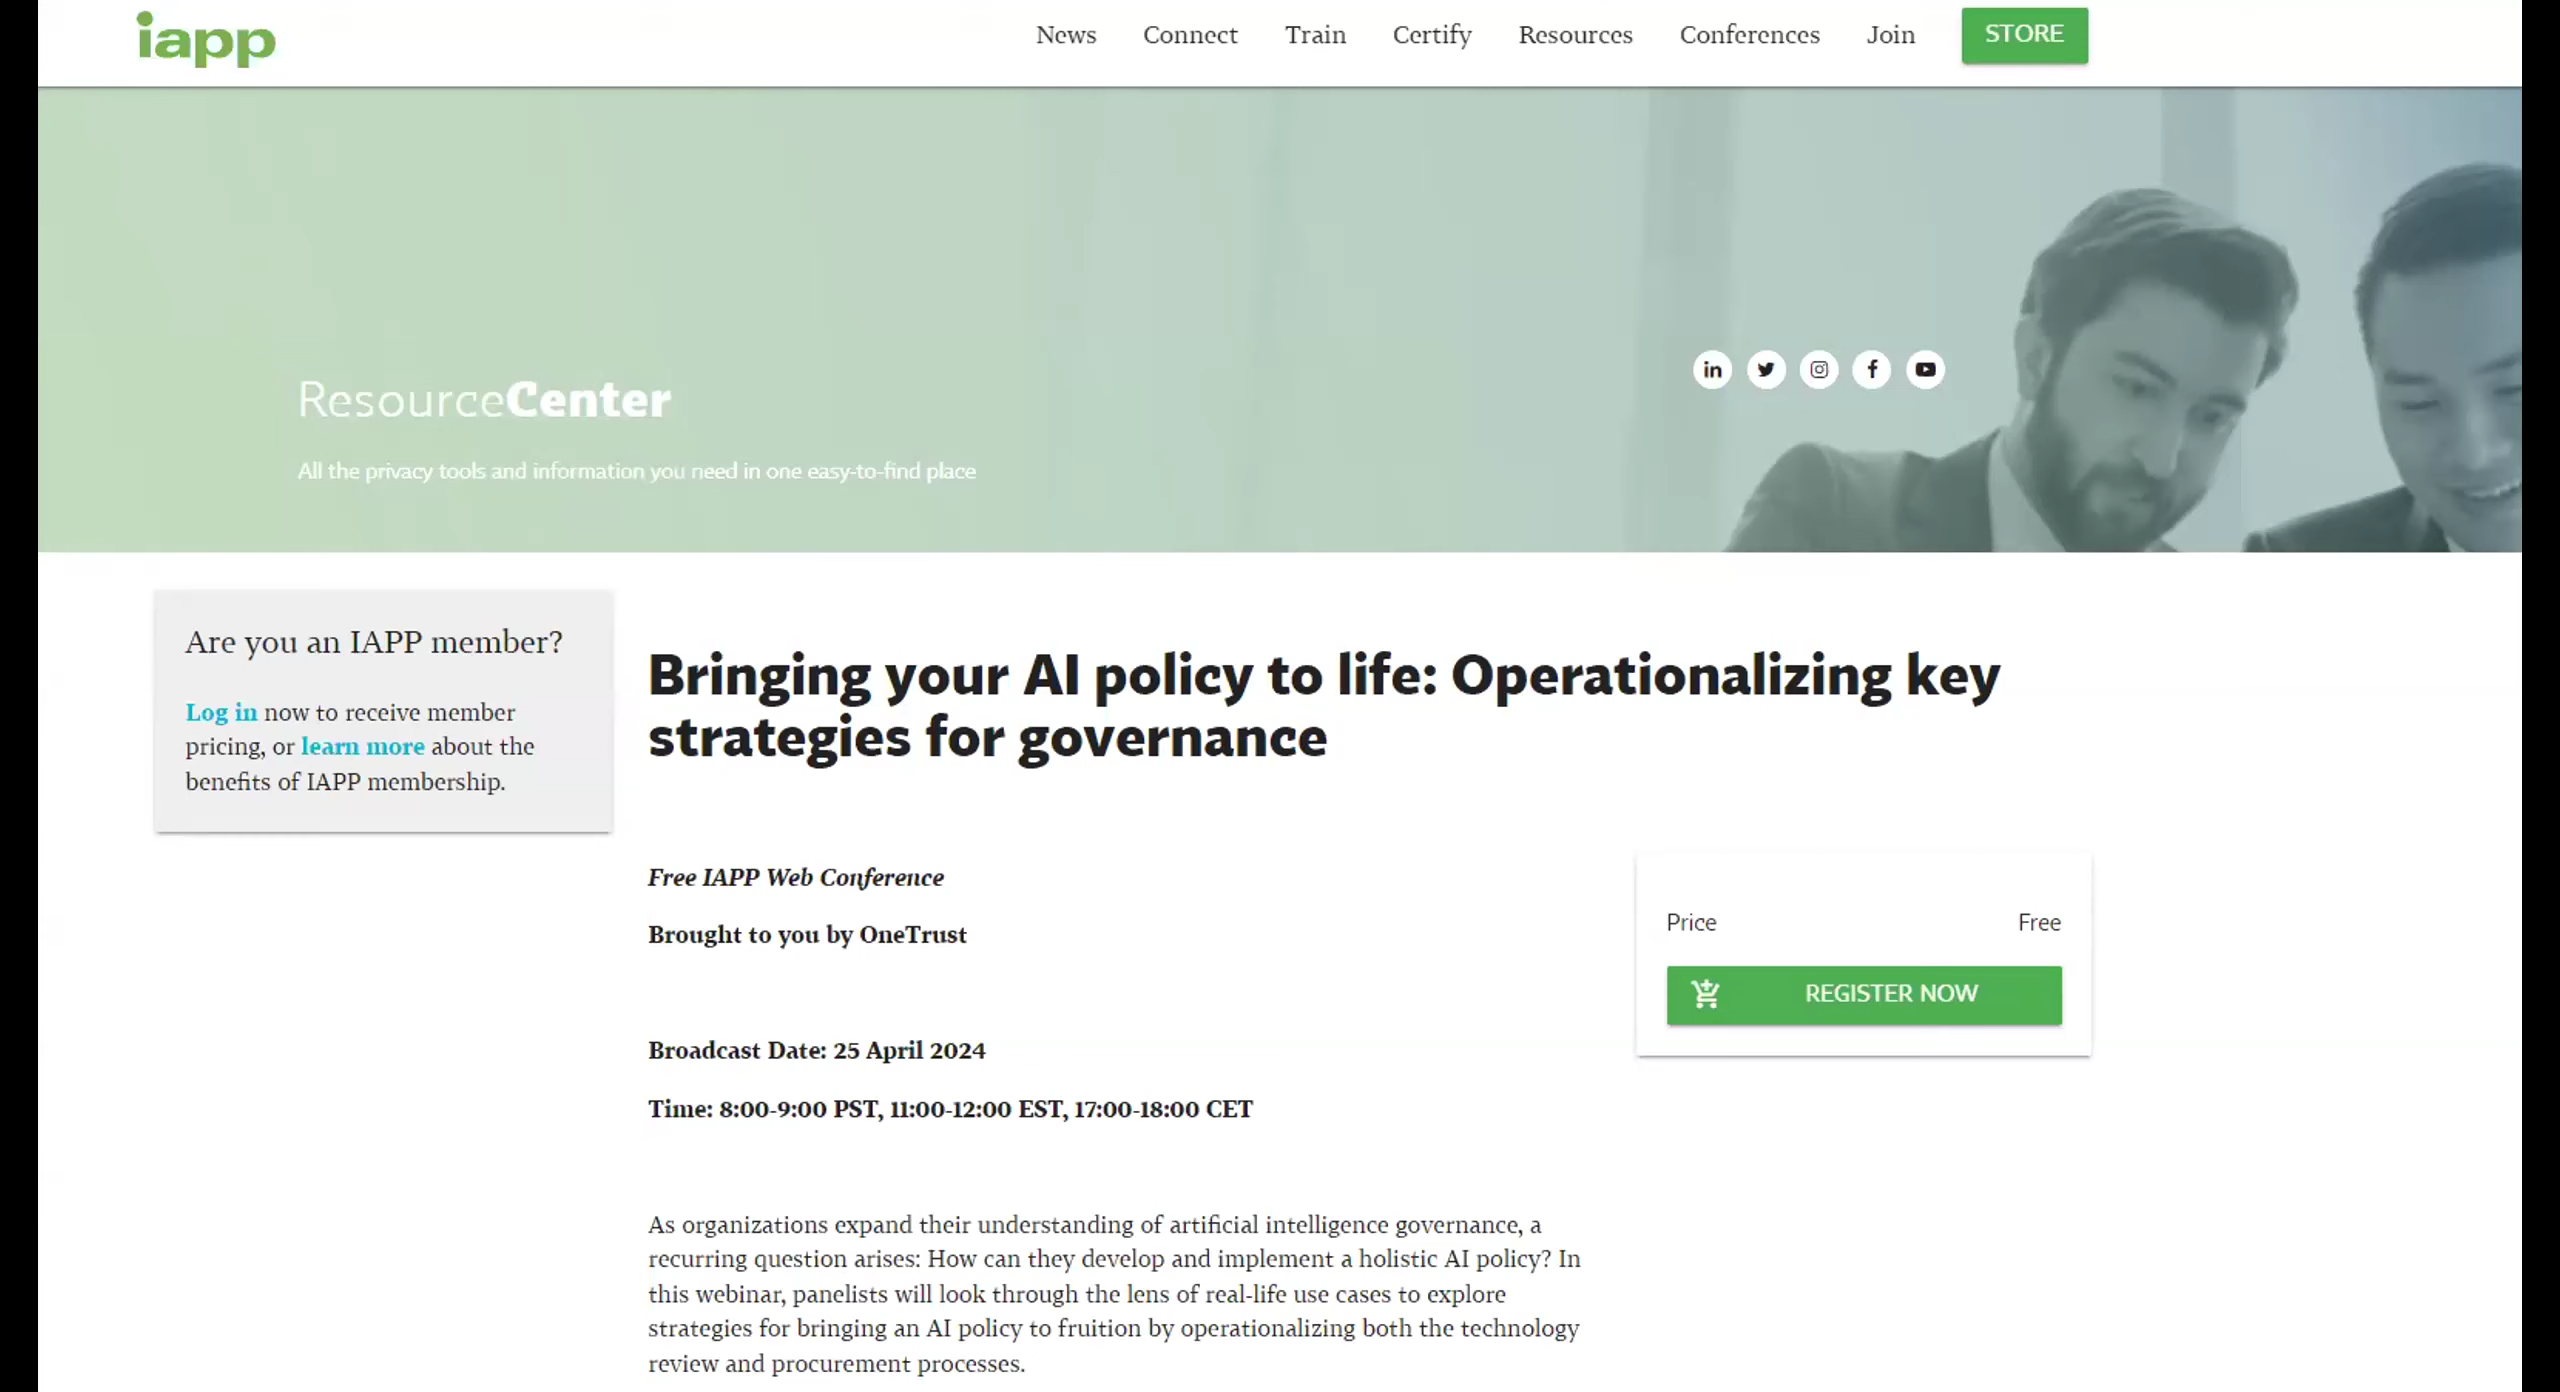 iapp
News Connect Train Certify Resources Conferences Join STORE
ResourceCenter
All the privacy tools and information you need in one easy-to-find place
Are you an IAPP member?
Log in now to receive member
pricing, or learn more about the
benefits of IAPP membership.
Bringing your AI policy to life: Operationalizing key
strategies for governance
Free IAPP Web Conference
Brought to you by OneTrust
Price Free
REGISTER NOW
Broadcast Date: 25 April 2024
Time: 8:00-9:00 PST, 11:00-12:00 EST, 17:00-18:00 CET
As organizations expand their understanding of artificial intelligence governance, a
recurring question arises: How can they develop and implement a holistic AI policy? In
this webinar, panelists will look through the lens of real-life use cases to explore
strategies for bringing an AI policy to fruition by operationalizing both the technology
review and procurement processes.